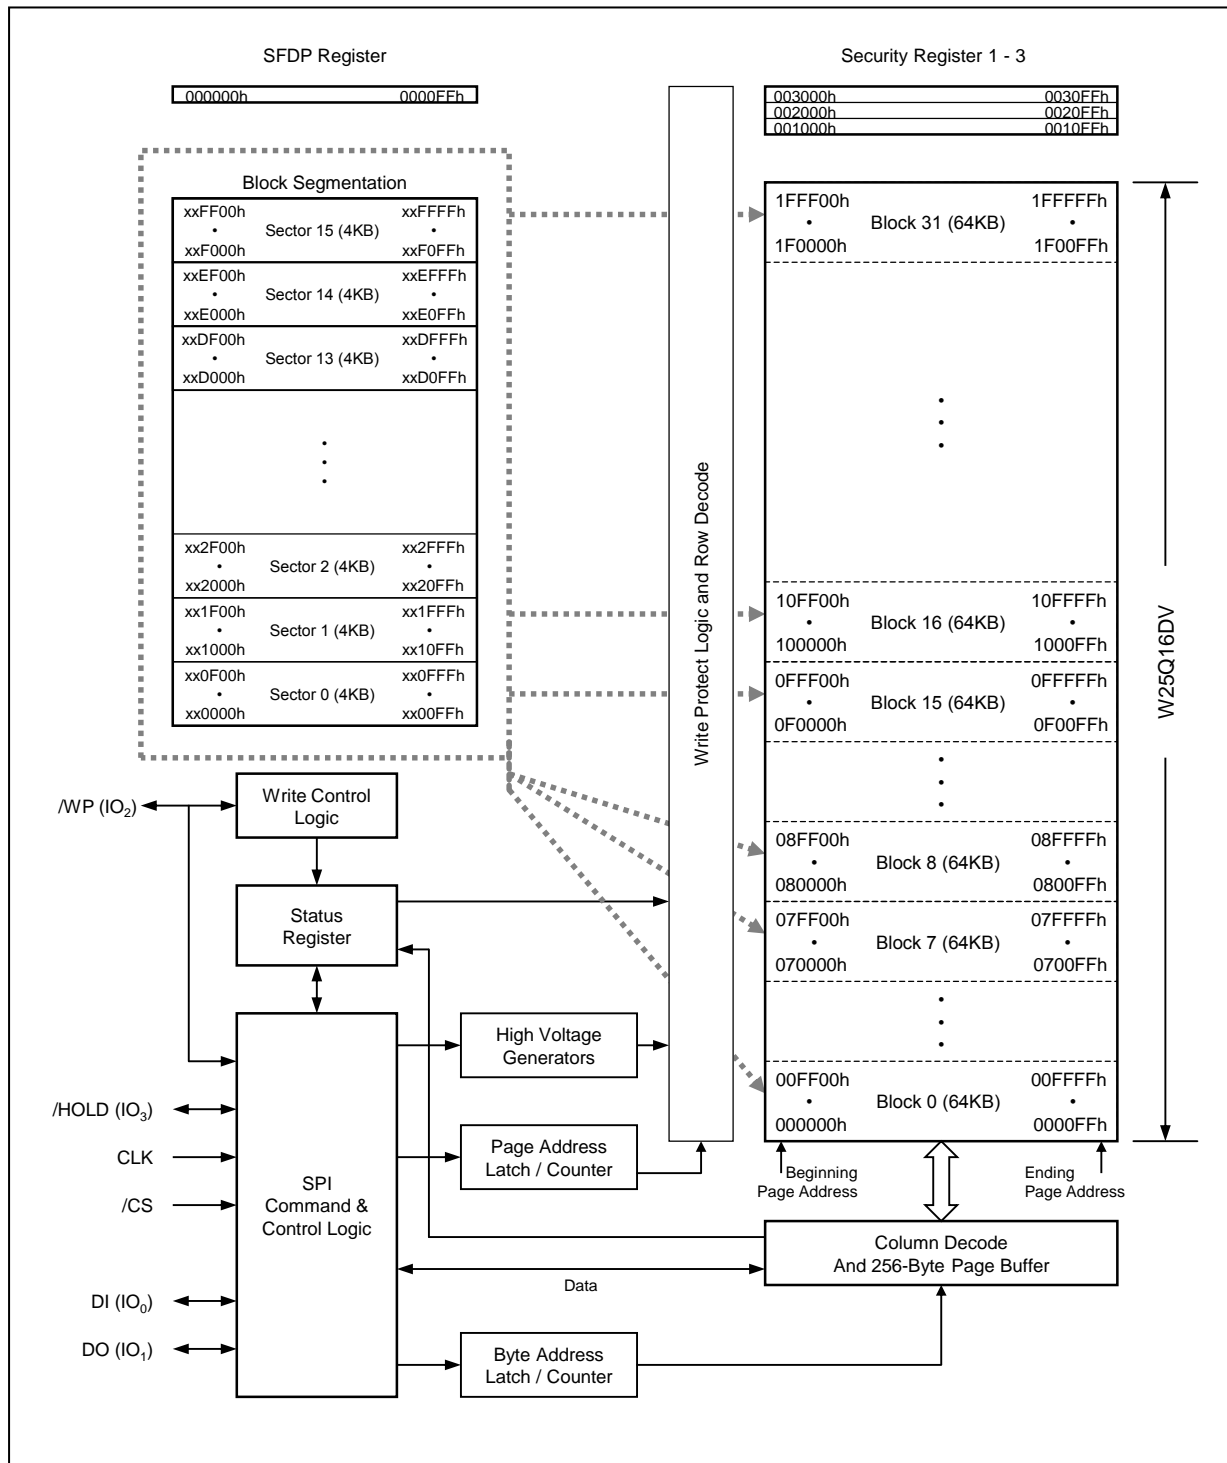 SFDP Register
000000h 0000FFh
Security Register 1 - 3
003000h 0030FFh
002000h 0020FFh
001000h 0010FFh
Block Segmentation
xxFF00h xxFFFFh
• Sector 15 (4KB) •
xxF000h xxF0FFh
xxEF00h xxEFFFh
• Sector 14 (4KB) •
xxE000h xxE0FFh
xxDF00h xxDFFFh
• Sector 13 (4KB) •
xxD000h xxD0FFh
xx2F00h xx2FFFh
• Sector 2 (4KB) •
xx2000h xx20FFh
xx1F00h xx1FFFh
• Sector 1 (4KB) •
xx1000h xx10FFh
xx0F00h xx0FFFh
• Sector 0 (4KB) •
xx0000h xx00FFh
Write Protect Logic and Row Decode
1FFF00h 1FFFFFh
• Block 31 (64KB) •
1F0000h 1F00FFh
10FF00h 10FFFFh
• Block 16 (64KB) •
100000h 1000FFh
0FFF00h 0FFFFFh
• Block 15 (64KB) •
0F0000h 0F00FFh
08FF00h 08FFFFh
• Block 8 (64KB) •
080000h 0800FFh
07FF00h 07FFFFh
• Block 7 (64KB) •
070000h 0700FFh
00FF00h 00FFFFh
• Block 0 (64KB) •
000000h 0000FFh
W25Q16DV
Beginning
Page Address
Ending
Page Address
/WP (IO2)
Write Control
Logic
Status
Register
High Voltage
Generators
/HOLD (IO3)
CLK
/CS
SPI
Command &
Control Logic
Page Address
Latch / Counter
Column Decode
And 256-Byte Page Buffer
Data
DI (IO0)
DO (IO1)
Byte Address
Latch / Counter